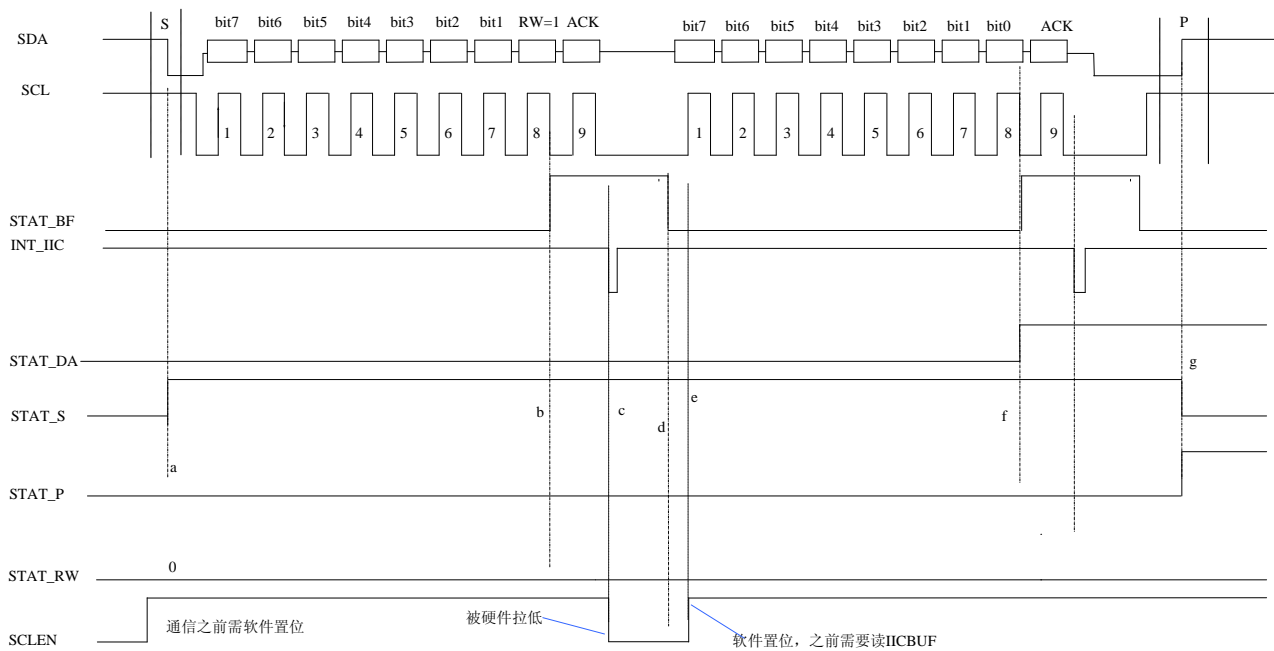 S bit7 bit6 bit5 bit4 bit3 bit2 bit1 RW=1 ACK bit7 bit6 bit5 bit4 bit3 bit2 bit1 bit0 ACK P
SDA
SCL
1 2 3 4 5 6 7 8 9 1 2 3 4 5 6 7 8 9
STAT_BF
INT_IIC
STAT_DA
g
STAT_S
b c d e f
a
STAT_P
0
STAT_RW
通信之前需软件置位
被硬件拉低
SCLEN
软件置位，之前需要读IICBUF